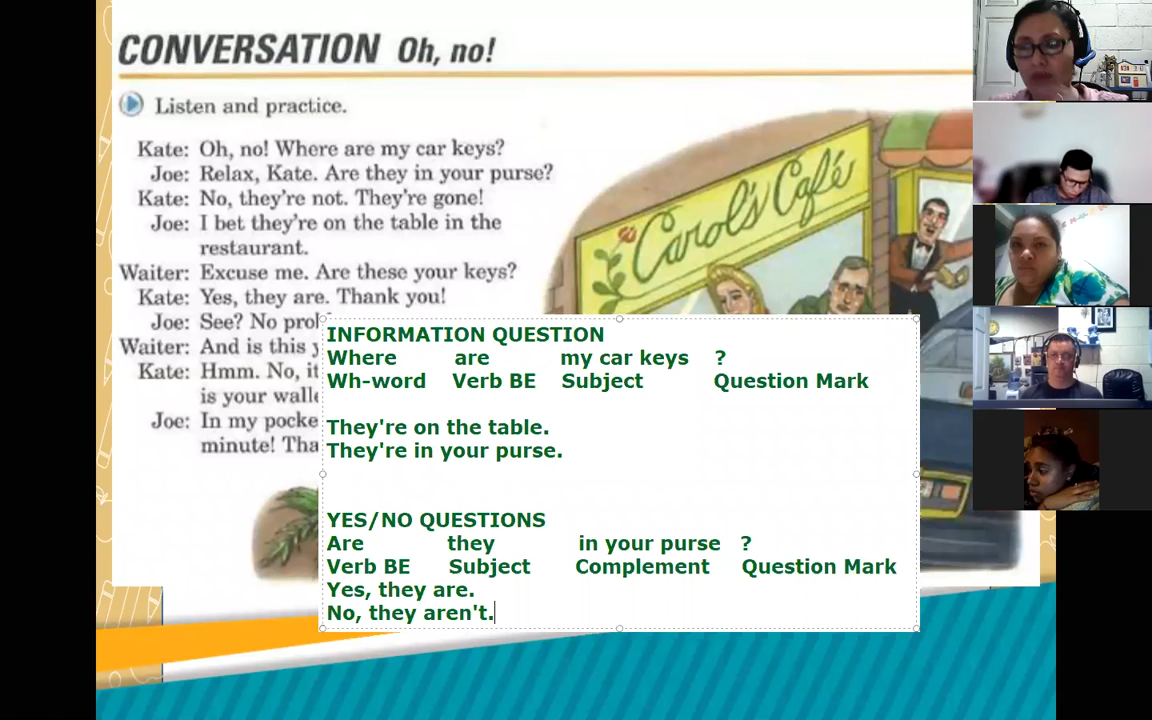 CONVERSATION Oh, no!
Listen and practice.
Kate: Oh, no! Where are my car keys?
Joe: Relax, Kate. Are they in your purse?
Kate: No, they're not. They're gone!
Joe: I bet they're on the table in the
restaurant.
Waiter: Excuse me. Are these your keys?
Kate: Yes, they are. Thank you!
Joe: See? No
Waiter: And is this
Kate: Hmm. No,
is your
Joe: In my
minute!
Carol's Café
INFORMATION QUESTION
Where are my car keys ?
Wh-word Verb BE Subject Question Mark
They're on the table.
They're in your purse.
YES/NO QUESTIONS
Are they in your purse ?
Verb BE Subject Complement Question Mark
Yes, they are.
No, they aren't.